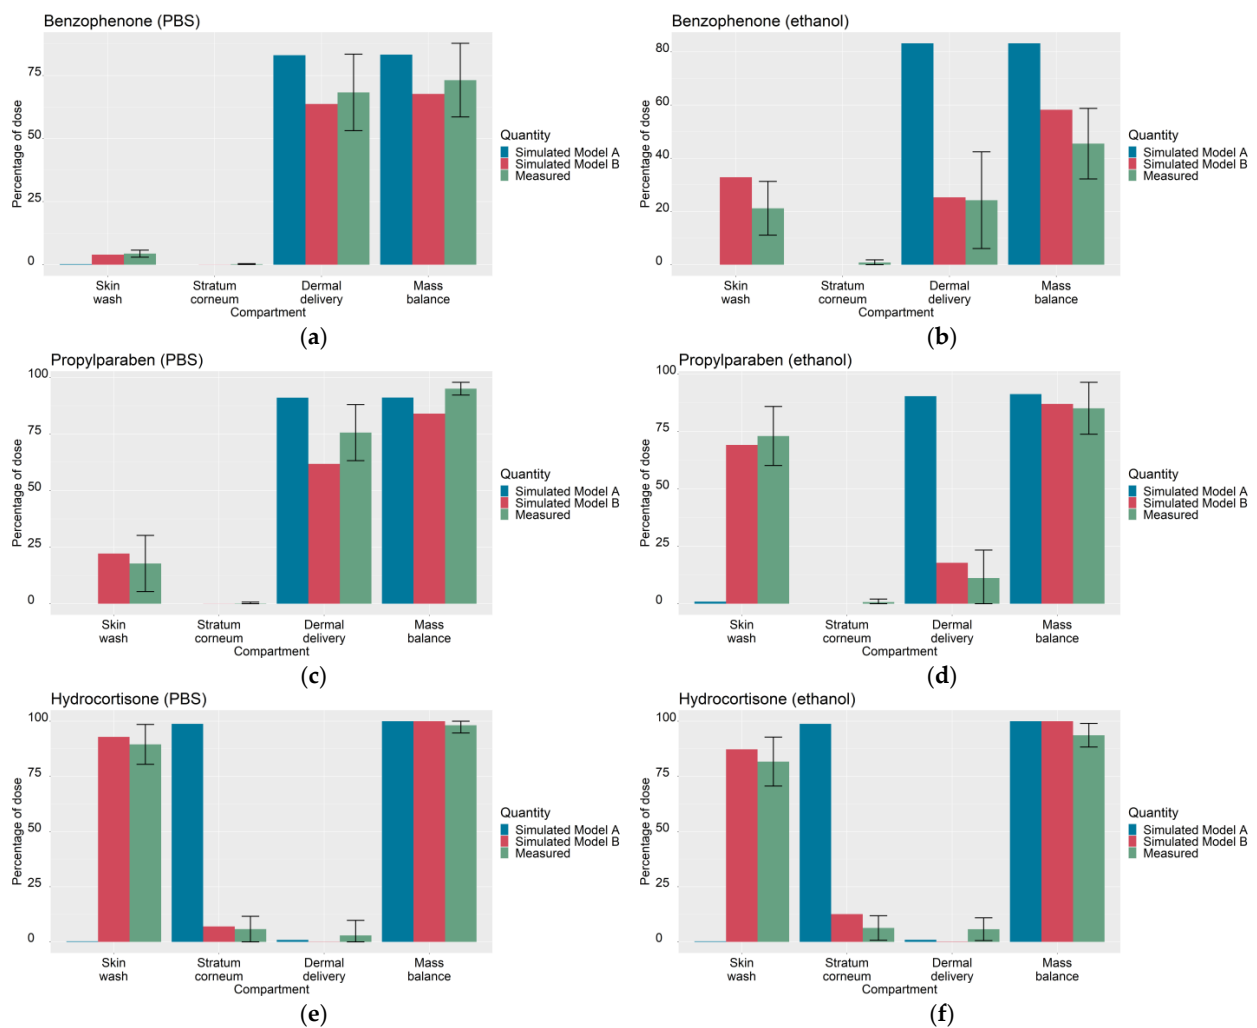 Benzophenone (PBS)
Percentage of dose
75
50
25
0
Skin
wash
Stratum
corneum
Dermal
delivery
Mass
balance
Compartment
Quantity
Simulated Model A
Simulated Model B
Measured
(a)
Benzophenone (ethanol)
Percentage of dose
80
60
40
20
0
Skin
wash
Stratum
corneum
Dermal
delivery
Mass
balance
Compartment
Quantity
Simulated Model A
Simulated Model B
Measured
(b)
Propylparaben (PBS)
Percentage of dose
100
75
50
25
0
Skin
wash
Stratum
corneum
Dermal
delivery
Mass
balance
Compartment
Quantity
Simulated Model A
Simulated Model B
Measured
(c)
Propylparaben (ethanol)
Percentage of dose
100
75
50
25
0
Skin
wash
Stratum
corneum
Dermal
delivery
Mass
balance
Compartment
Quantity
Simulated Model A
Simulated Model B
Measured
(d)
Hydrocortisone (PBS)
Percentage of dose
100
75
50
25
0
Skin
wash
Stratum
corneum
Dermal
delivery
Mass
balance
Compartment
Quantity
Simulated Model A
Simulated Model B
Measured
(e)
Hydrocortisone (ethanol)
Percentage of dose
100
75
50
25
0
Skin
wash
Stratum
corneum
Dermal
delivery
Mass
balance
Compartment
Quantity
Simulated Model A
Simulated Model B
Measured
(f)